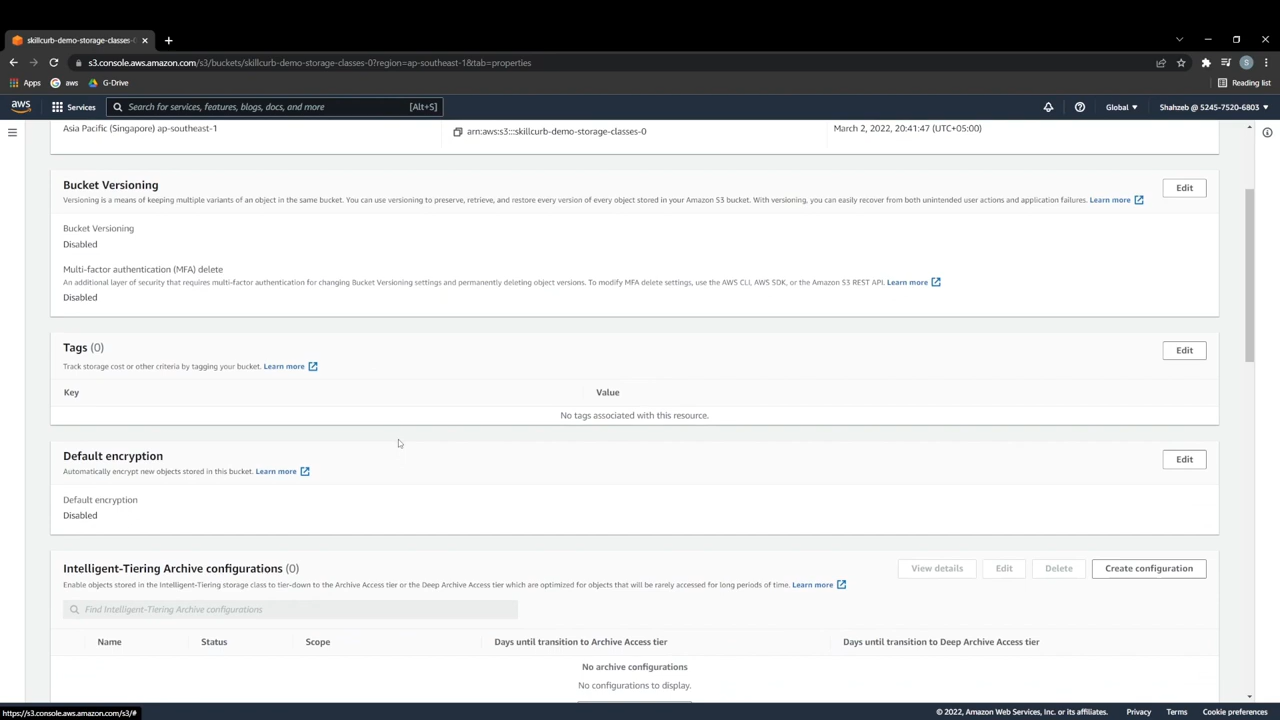 skillcurb-demo-storage-classes-0
s3.console.aws.amazon.com/s3/buckets/skillcurb-demo-storage-classes-0?region=ap-southeast-1&tab=properties
S
Apps
aws
G-Drive
Reading list
aws
Services
Search for services, features, blogs, docs, and more
[Alt+S]
Global
Shahzeb @ 5245-7520-6803
Asia Pacific (Singapore) ap-southeast-1
arn:aws:s3:::skillcurb-demo-storage-classes-0
March 2, 2022, 20:41:47 (UTC+05:00)
Bucket Versioning
Edit
Versioning is a means of keeping multiple variants of an object in the same bucket. You can use versioning to preserve, retrieve, and restore every version of every object stored in your Amazon S3 bucket. With versioning, you can easily recover from both unintended user actions and application failures. Learn more
Bucket Versioning
Disabled
Multi-factor authentication (MFA) delete
An additional layer of security that requires multi-factor authentication for changing Bucket Versioning settings and permanently deleting object versions. To modify MFA delete settings, use the AWS CLI, AWS SDK, or the Amazon S3 REST API. Learn more
Disabled
Tags (0)
Edit
Track storage cost or other criteria by tagging your bucket. Learn more
Key
Value
No tags associated with this resource.
Default encryption
Edit
Automatically encrypt new objects stored in this bucket. Learn more
Default encryption
Disabled
Intelligent-Tiering Archive configurations (0)
View details
Edit
Delete
Create configuration
Enable objects stored in the Intelligent-Tiering storage class to tier-down to the Archive Access tier or the Deep Archive Access tier which are optimized for objects that will be rarely accessed for long periods of time. Learn more
Find Intelligent-Tiering Archive configurations
Name
Status
Scope
Days until transition to Archive Access tier
Days until transition to Deep Archive Access tier
No archive configurations
No configurations to display.
https://s3.console.aws.amazon.com/s3/#
© 2022, Amazon Web Services, Inc. or its affiliates.
Privacy
Terms
Cookie preferences